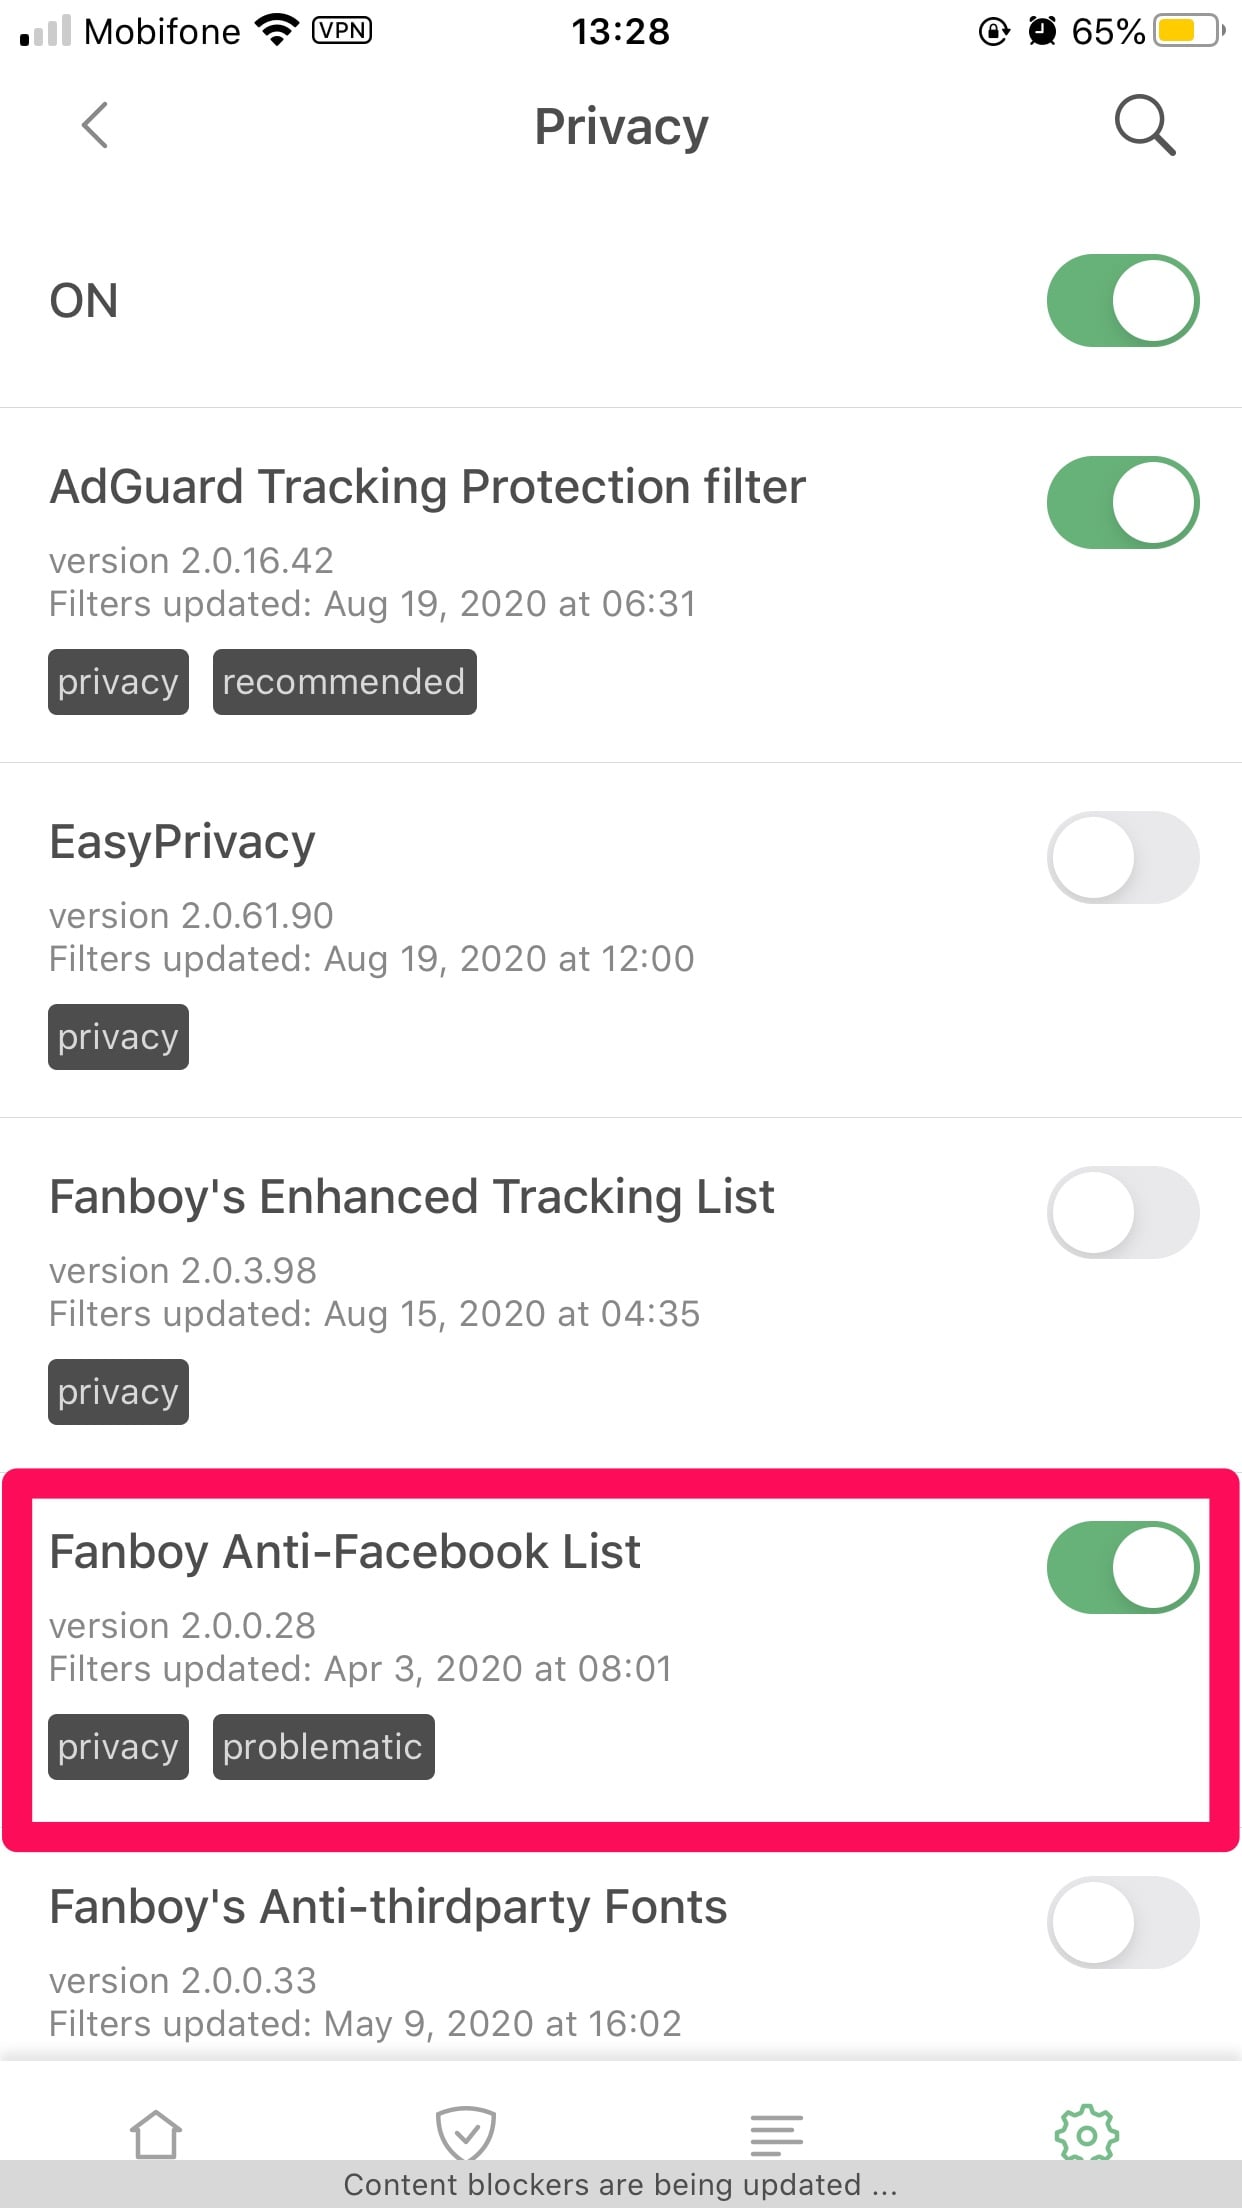 Mobifone VPN 13:28 65%
Privacy
ON
AdGuard Tracking Protection filter
version 2.0.16.42
Filters updated: Aug 19, 2020 at 06:31
privacy recommended
EasyPrivacy
version 2.0.61.90
Filters updated: Aug 19, 2020 at 12:00
privacy
Fanboy's Enhanced Tracking List
version 2.0.3.98
Filters updated: Aug 15, 2020 at 04:35
privacy
Fanboy Anti-Facebook List
version 2.0.0.28
Filters updated: Apr 3, 2020 at 08:01
privacy problematic
Fanboy's Anti-thirdparty Fonts
version 2.0.0.33
Filters updated: May 9, 2020 at 16:02
Content blockers are being updated ...